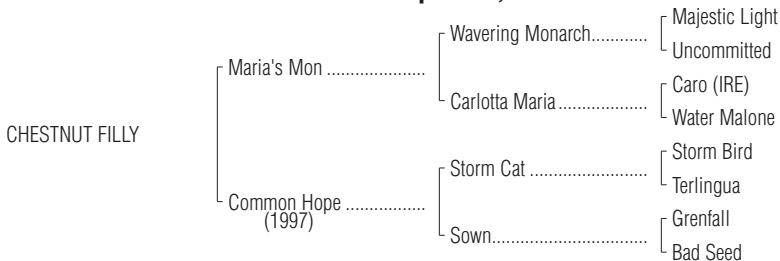 CHESTNUT FILLY
Maria's Mon .....................
Common Hope .................
(1997)
Wavering Monarch............
Carlotta Maria...................
Storm Cat .........................
Sown.................................
Majestic Light
Uncommitted
Caro (IRE)
Water Malone
Storm Bird
Terlingua
Grenfall
Bad Seed